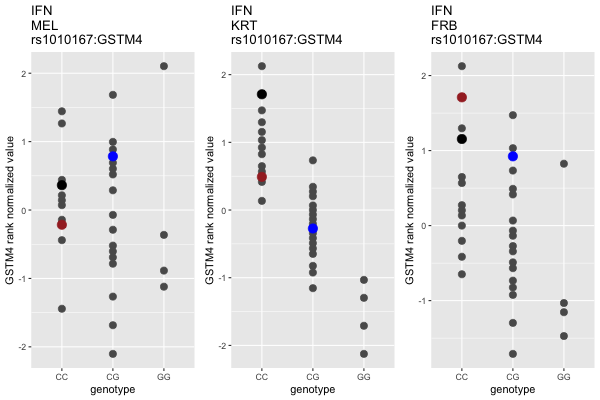 IFN
MEL
rs1010167:GSTM4
GSTM4 rank normalized value
2
1
0
-1
-2
CC CG GG
genotype
IFN
KRT
rs1010167:GSTM4
GSTM4 rank normalized value
2
1
0
-1
-2
CC CG GG
genotype
IFN
FRB
rs1010167:GSTM4
GSTM4 rank normalized value
2
1
0
-1
CC CG GG
genotype